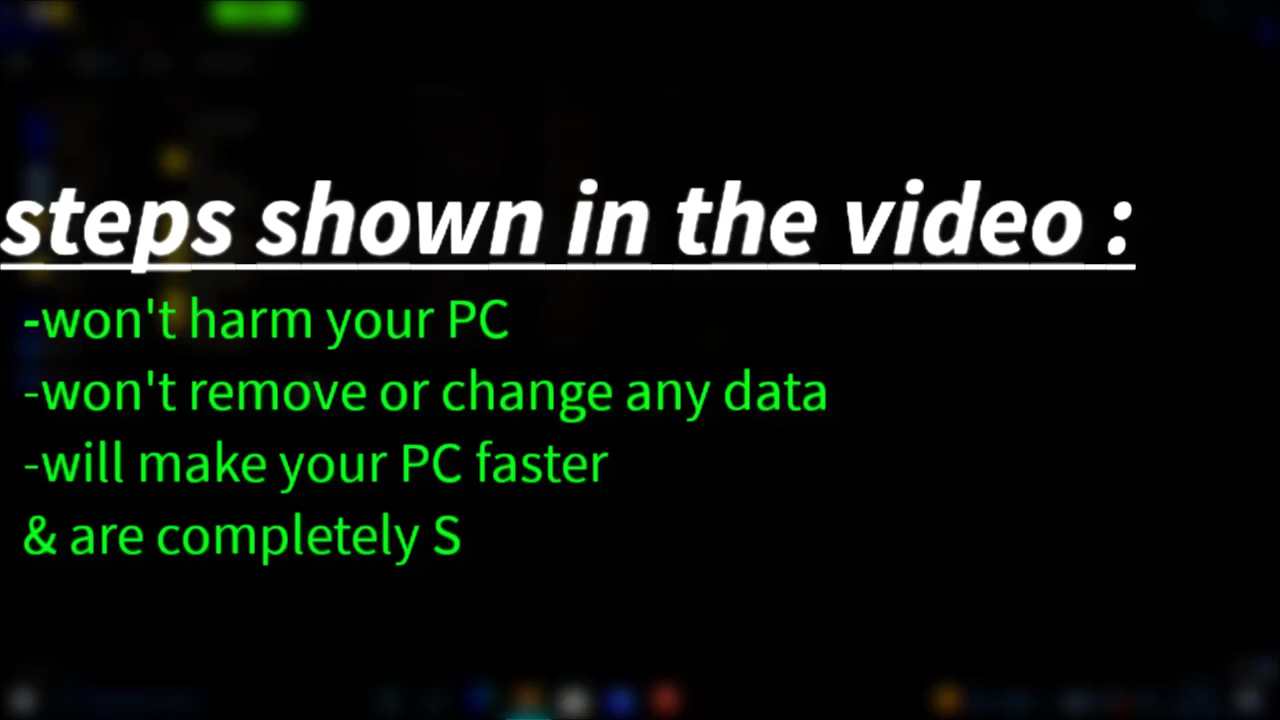 steps shown in the video :
-won't harm your PC
-won't remove or change any data
-will make your PC faster
& are completely S